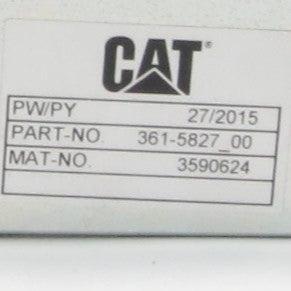 CAT®
PW/PY 27/2015
PART-NO. 361-5827_00
MAT-NO. 3590624